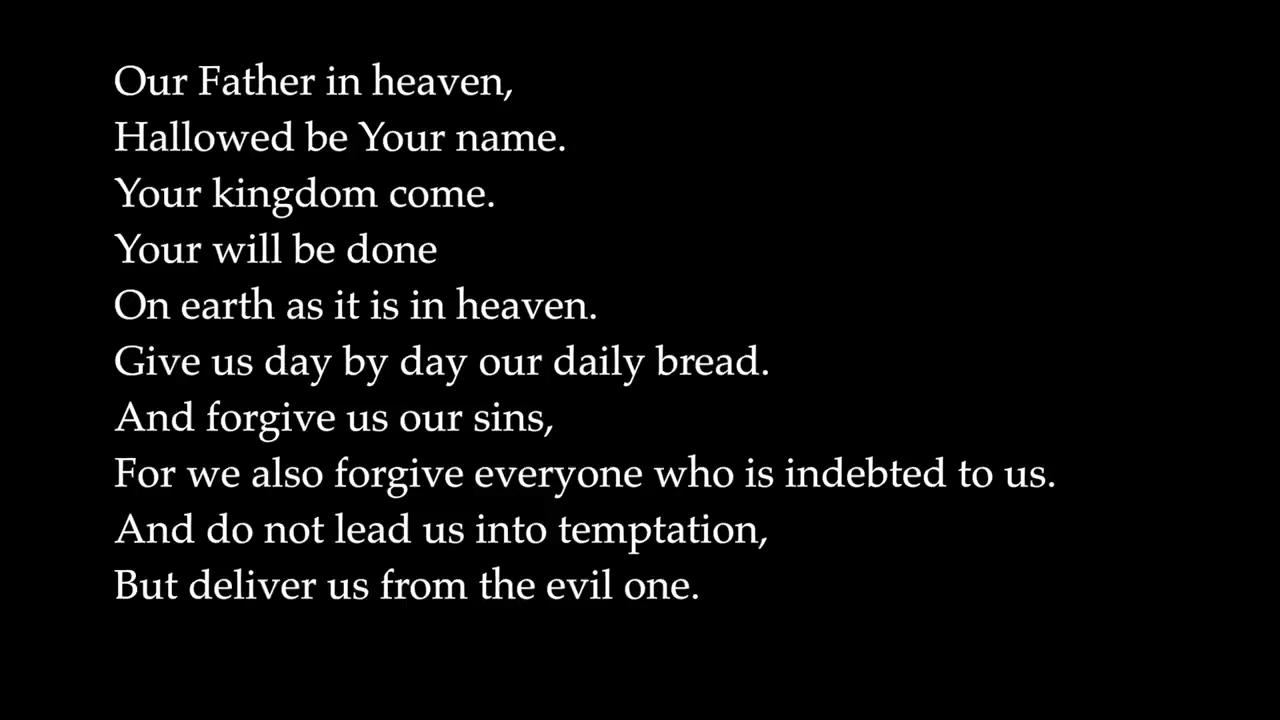 Our Father in heaven,
Hallowed be Your name.
Your kingdom come.
Your will be done
On earth as it is in heaven.
Give us day by day our daily bread.
And forgive us our sins,
For we also forgive everyone who is indebted to us.
And do not lead us into temptation,
But deliver us from the evil one.